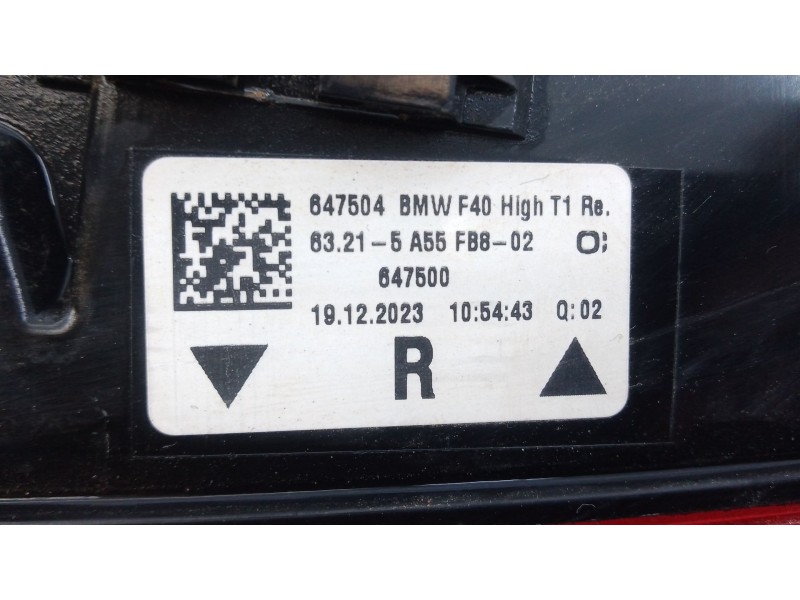 647504 BMW F40 High T1 Re.
63.21-5 A55 FB8-02
647500
19.12.2023 10:54:43 Q:02
R